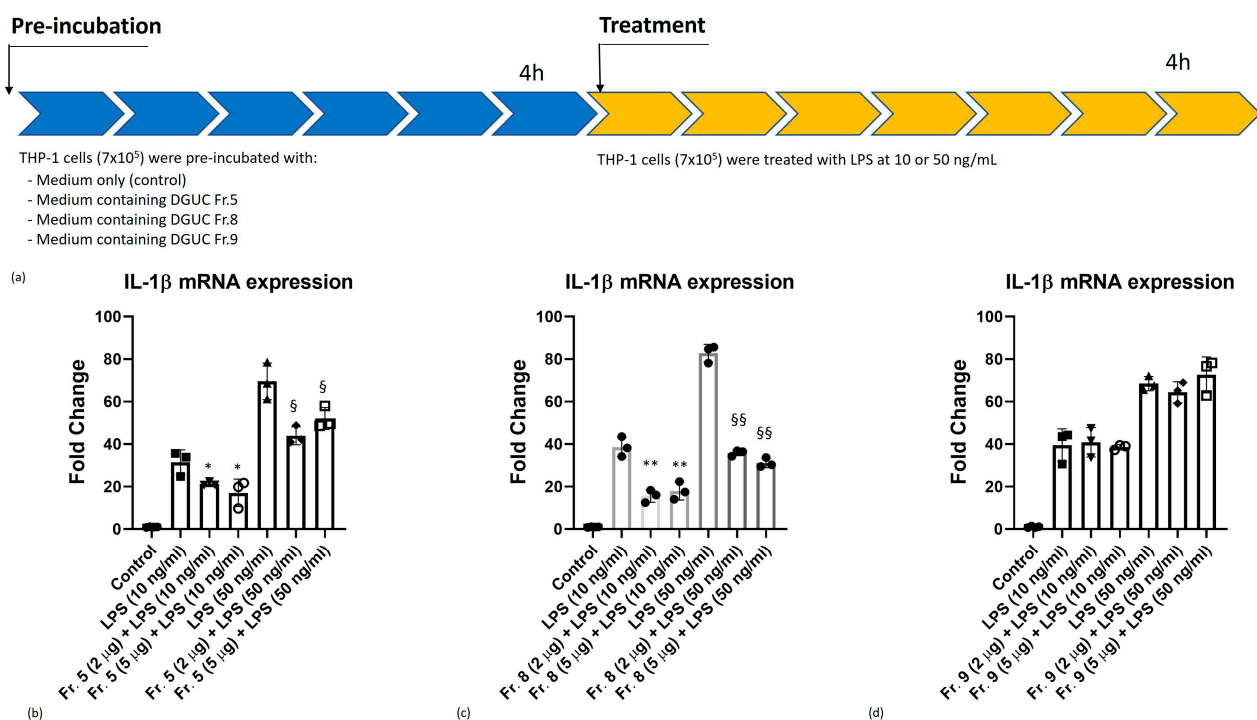 Pre-incubation
Treatment
4h
4h
THP-1 cells (7x10⁵) were pre-incubated with:
- Medium only (control)
- Medium containing DGUC Fr.5
- Medium containing DGUC Fr.8
- Medium containing DGUC Fr.9
THP-1 cells (7x10⁵) were treated with LPS at 10 or 50 ng/mL
(a)
IL-1β mRNA expression
Fold Change
100
80
60
40
20
0
*
*
§
§
Control
LPS (10 ng/ml)
Fr. 5 (2 μg) + LPS (10 ng/ml)
Fr. 5 (5 μg) + LPS (10 ng/ml)
LPS (50 ng/ml)
Fr. 5 (2 μg) + LPS (50 ng/ml)
Fr. 5 (5 μg) + LPS (50 ng/ml)
(b)
IL-1β mRNA expression
Fold Change
100
80
60
40
20
0
**
**
§§
§§
Control
LPS (10 ng/ml)
Fr. 8 (2 μg) + LPS (10 ng/ml)
Fr. 8 (5 μg) + LPS (10 ng/ml)
LPS (50 ng/ml)
Fr. 8 (2 μg) + LPS (50 ng/ml)
Fr. 8 (5 μg) + LPS (50 ng/ml)
(c)
IL-1β mRNA expression
Fold Change
100
80
60
40
20
0
Control
LPS (10 ng/ml)
Fr. 9 (2 μg) + LPS (10 ng/ml)
Fr. 9 (5 μg) + LPS (10 ng/ml)
LPS (50 ng/ml)
Fr. 9 (2 μg) + LPS (50 ng/ml)
Fr. 9 (5 μg) + LPS (50 ng/ml)
(d)